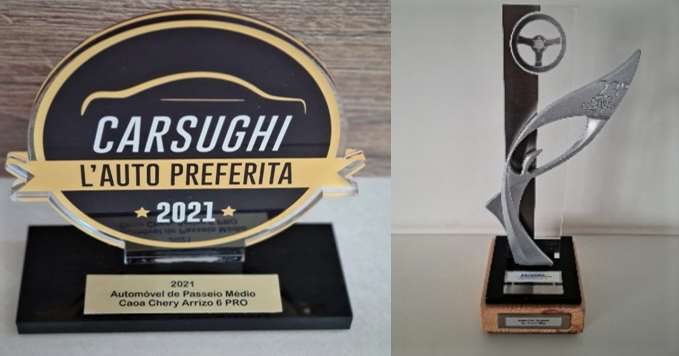 CARSUGHI
L'AUTO PREFERITA
2021
2021
Automóvel de Passeio Médio
Caoa Chery Arrizo 6 PRO